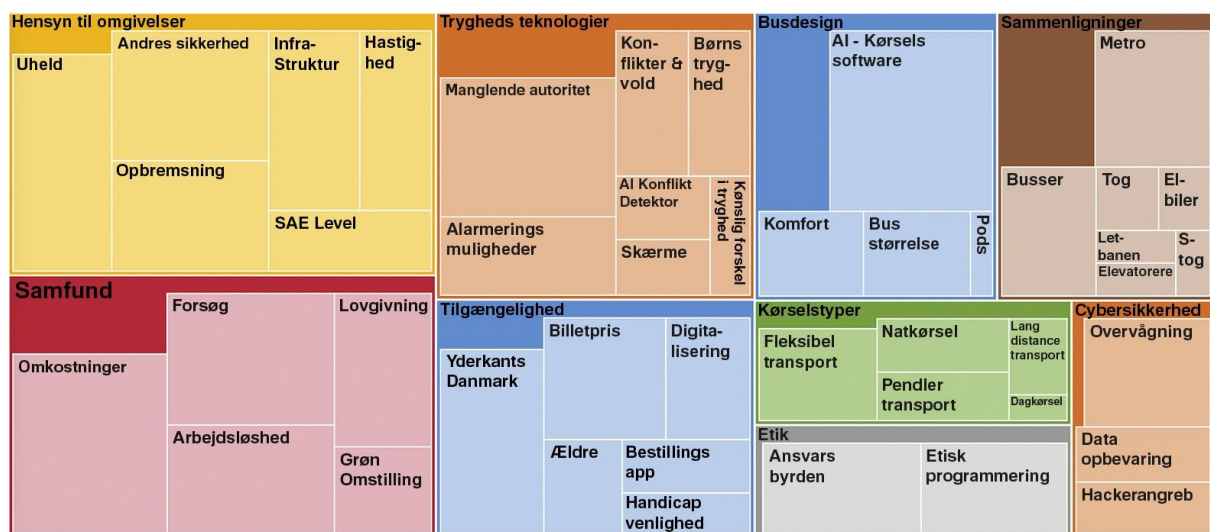 Hensyn til omgivelser
Uheld
Andres sikkerhed
Opbremsning
Infra-
Struktur
Hastig-
hed
SAE Level
Trygheds teknologier
Manglende autoritet
Alarmerings
muligheder
Kon-
flikter &
vold
Børns
tryg-
hed
AI Konflikt
Detektor
Skærme
Kønslig forskel
i tryghed
Busdesign
AI - Kørsels
software
Komfort
Bus
størrelse
Pods
Sammenligninger
Busser
Metro
Tog
El-
biler
Let-
banen
Elevatorere
S-
tog
Samfund
Omkostninger
Forsøg
Arbejdsløshed
Lovgivning
Grøn
Omstilling
Tilgængelighed
Yderkants
Danmark
Billetpris
Digita-
lisering
Ældre
Bestillings
app
Handicap
venlighed
Kørselstyper
Fleksibel
transport
Natkørsel
Pendler
transport
Lang
distance
transport
Dagkørsel
Etik
Ansvars
byrden
Etisk
programmering
Cybersikkerhed
Overvågning
Data
opbevaring
Hackerangreb